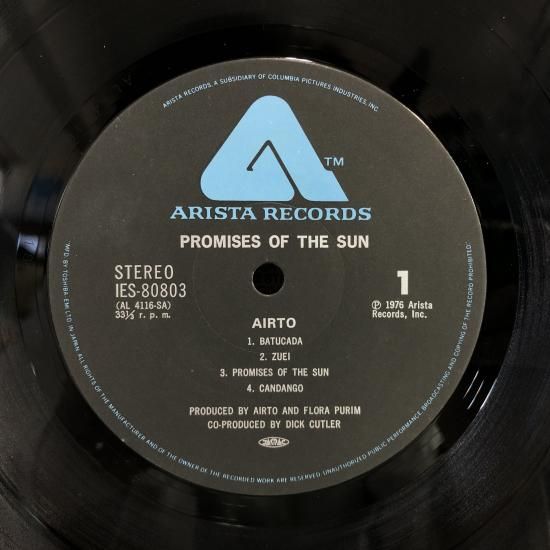 ARISTA RECORDS, A SUBSIDIARY OF COLUMBIA PICTURES INDUSTRIES, INC
TM
ARISTA RECORDS
PROMISES OF THE SUN
STEREO
IES-80803
(AL 4116-SA)
33⅓ r. p. m.
1
Ⓟ 1976 Arista
Records, Inc.
AIRTO
1. BATUCADA
2. ZUEI
3. PROMISES OF THE SUN
4. CANDANGO
PRODUCED BY AIRTO AND FLORA PURIM
CO-PRODUCED BY DICK CUTLER
MF'D BY TOSHIBA EMI LTD IN JAPAN. ALL RIGHTS OF THE MANUFACTURER AND OF THE OWNER OF THE RECORDED WORK ARE RESERVED. UNAUTHORIZED PUBLIC PERFORMANCE, BROADCASTING AND COPYING OF THE RECORD PROHIBITED.